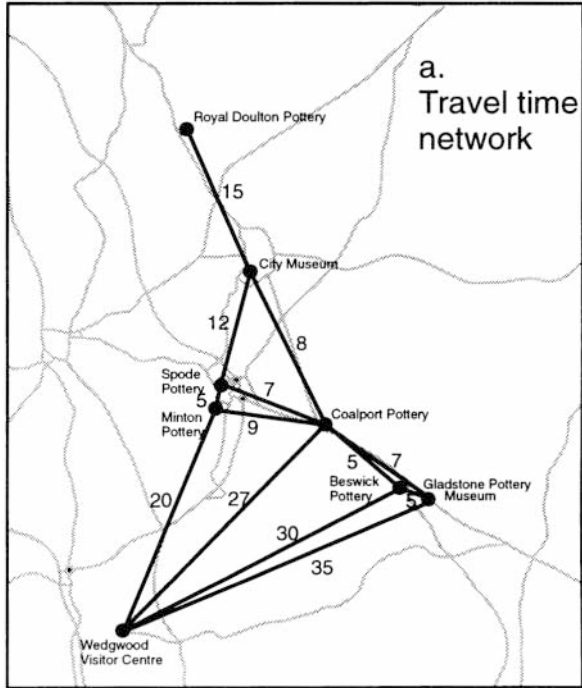 a.
Travel time
network
Royal Doulton Pottery
15
City Museum
12
8
Spode
Pottery
7
5
Minton
Pottery
9
Coalport Pottery
5
7
Beswick
Pottery
Gladstone Pottery
Museum
5
20
27
30
35
Wedgwood
Visitor Centre